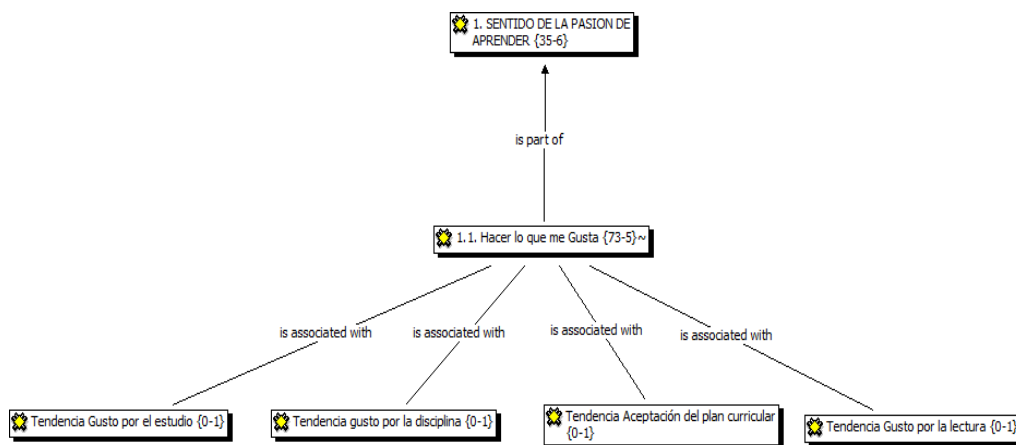 1. SENTIDO DE LA PASION DE
APRENDER {35-6}
is part of
1.1. Hacer lo que me Gusta {73-5}~
is associated with
is associated with
is associated with
is associated with
Tendencia Gusto por el estudio {0-1}
Tendencia gusto por la disciplina {0-1}
Tendencia Aceptación del plan curricular
{0-1}
Tendencia Gusto por la lectura {0-1}